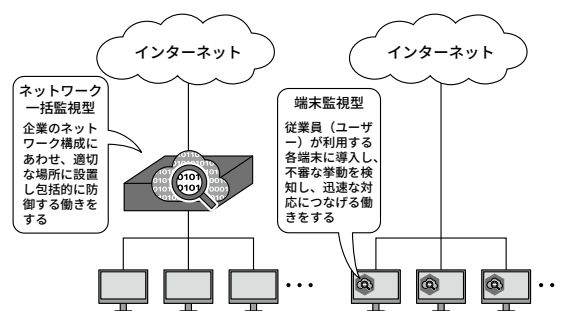 インターネット
インターネット
ネットワーク
一括監視型
企業のネット
ワーク構成に
あわせ、適切
な場所に設置
し包括的に防
御する働きを
する
端末監視型
従業員（ユーザ
ー）が利用する
各端末に導入し、
不審な挙動を検
知し、迅速な対
応につなげる働
きをする
0101
0101